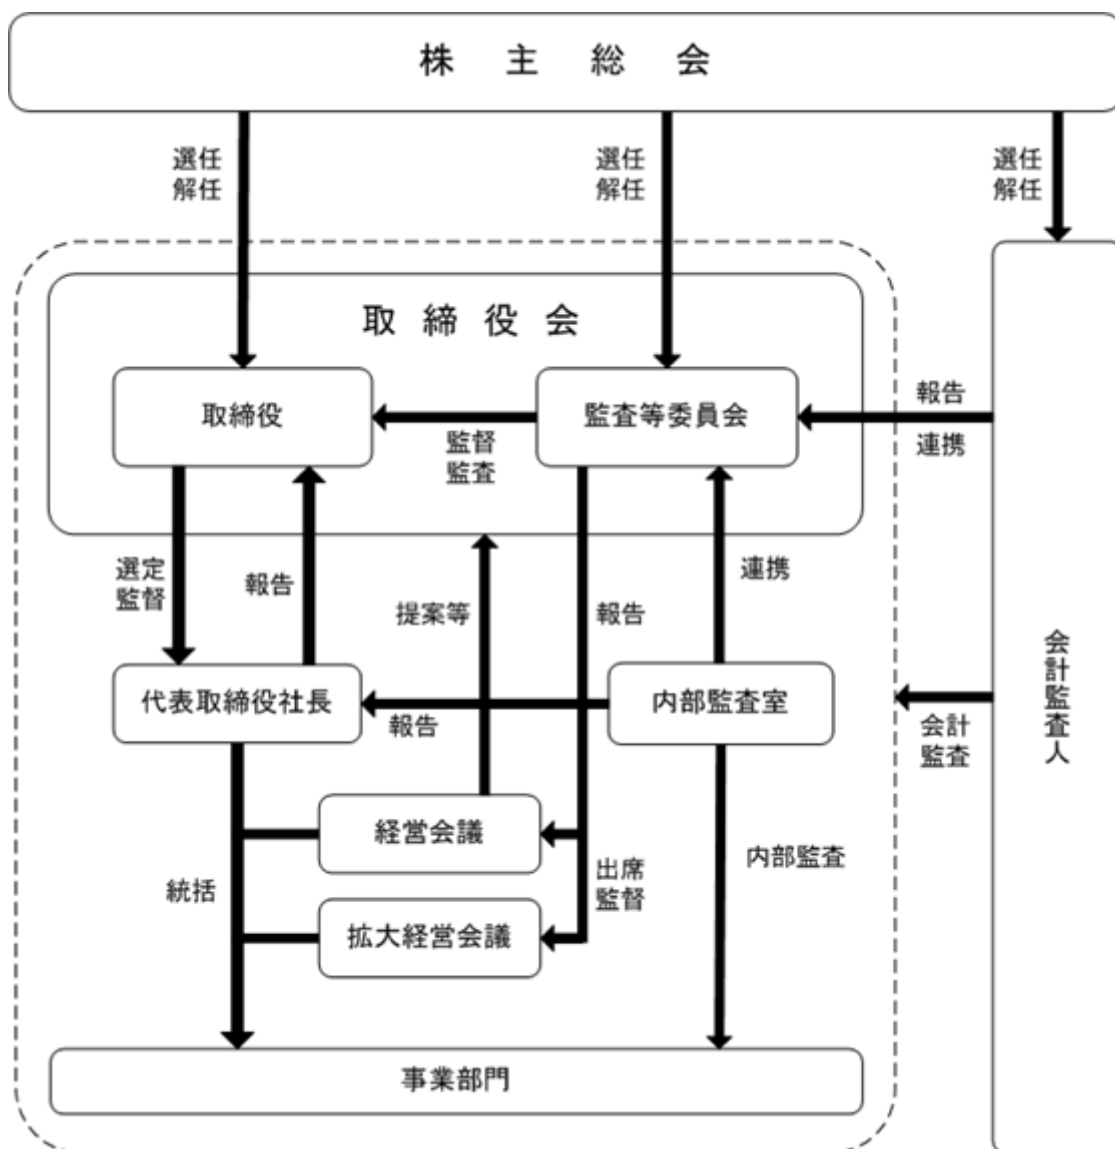 株主総会
選任
解任
選任
解任
選任
解任
取締役会
取締役
監査等委員会
監督
監査
報告
連携
選定
監督
報告
提案等
報告
連携
代表取締役社長
報告
内部監査室
会計
監査
会計監査人
経営会議
統括
拡大経営会議
出席
監督
内部監査
事業部門